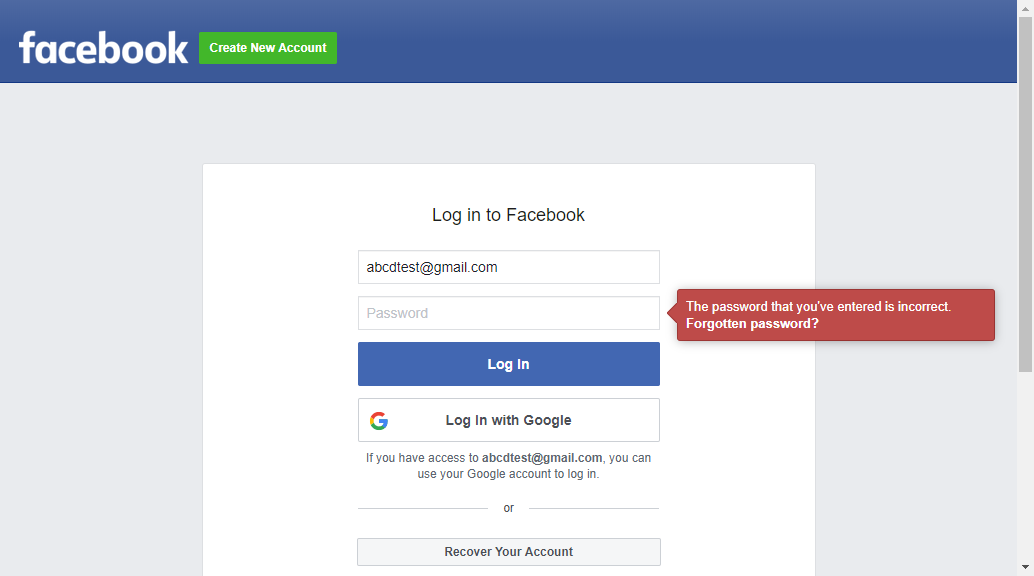 facebook
Create New Account
Log in to Facebook
abcdtest@gmail.com
Password
The password that you've entered is incorrect.
Forgotten password?
Log In
Log In with Google
If you have access to abcdtest@gmail.com, you can
use your Google account to log in.
or
Recover Your Account